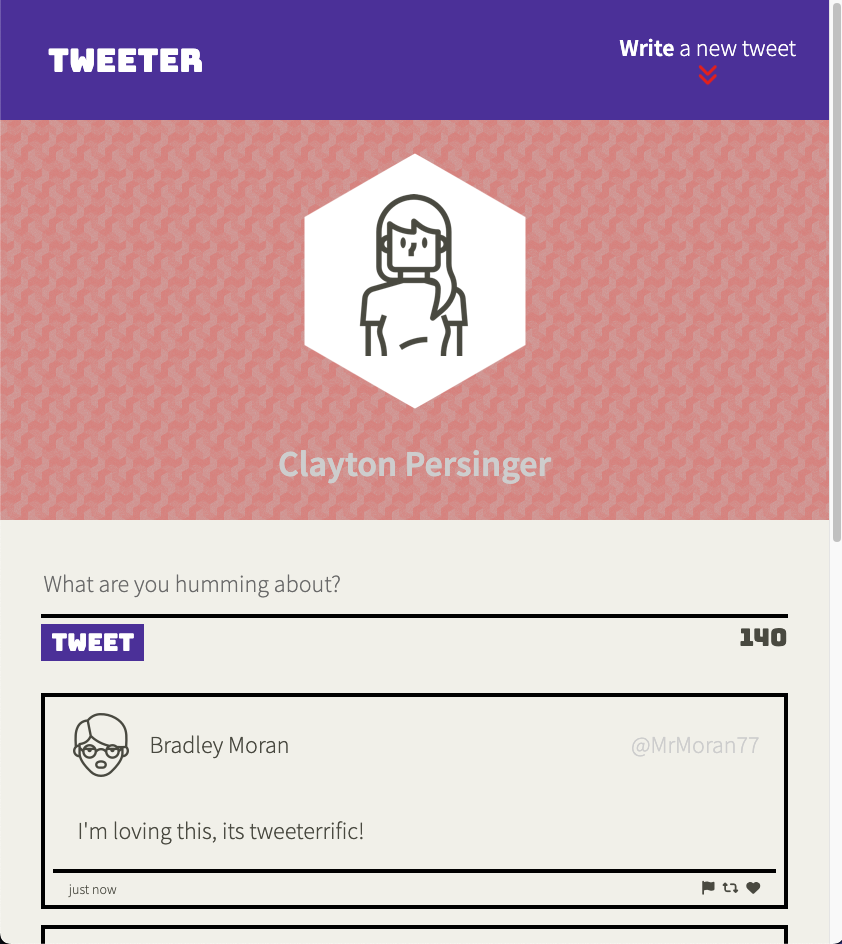 TWEETER
Write a new tweet
Clayton Persinger
What are you humming about?
TWEET
140
Bradley Moran
@MrMoran77
I'm loving this, its tweeterrific!
just now